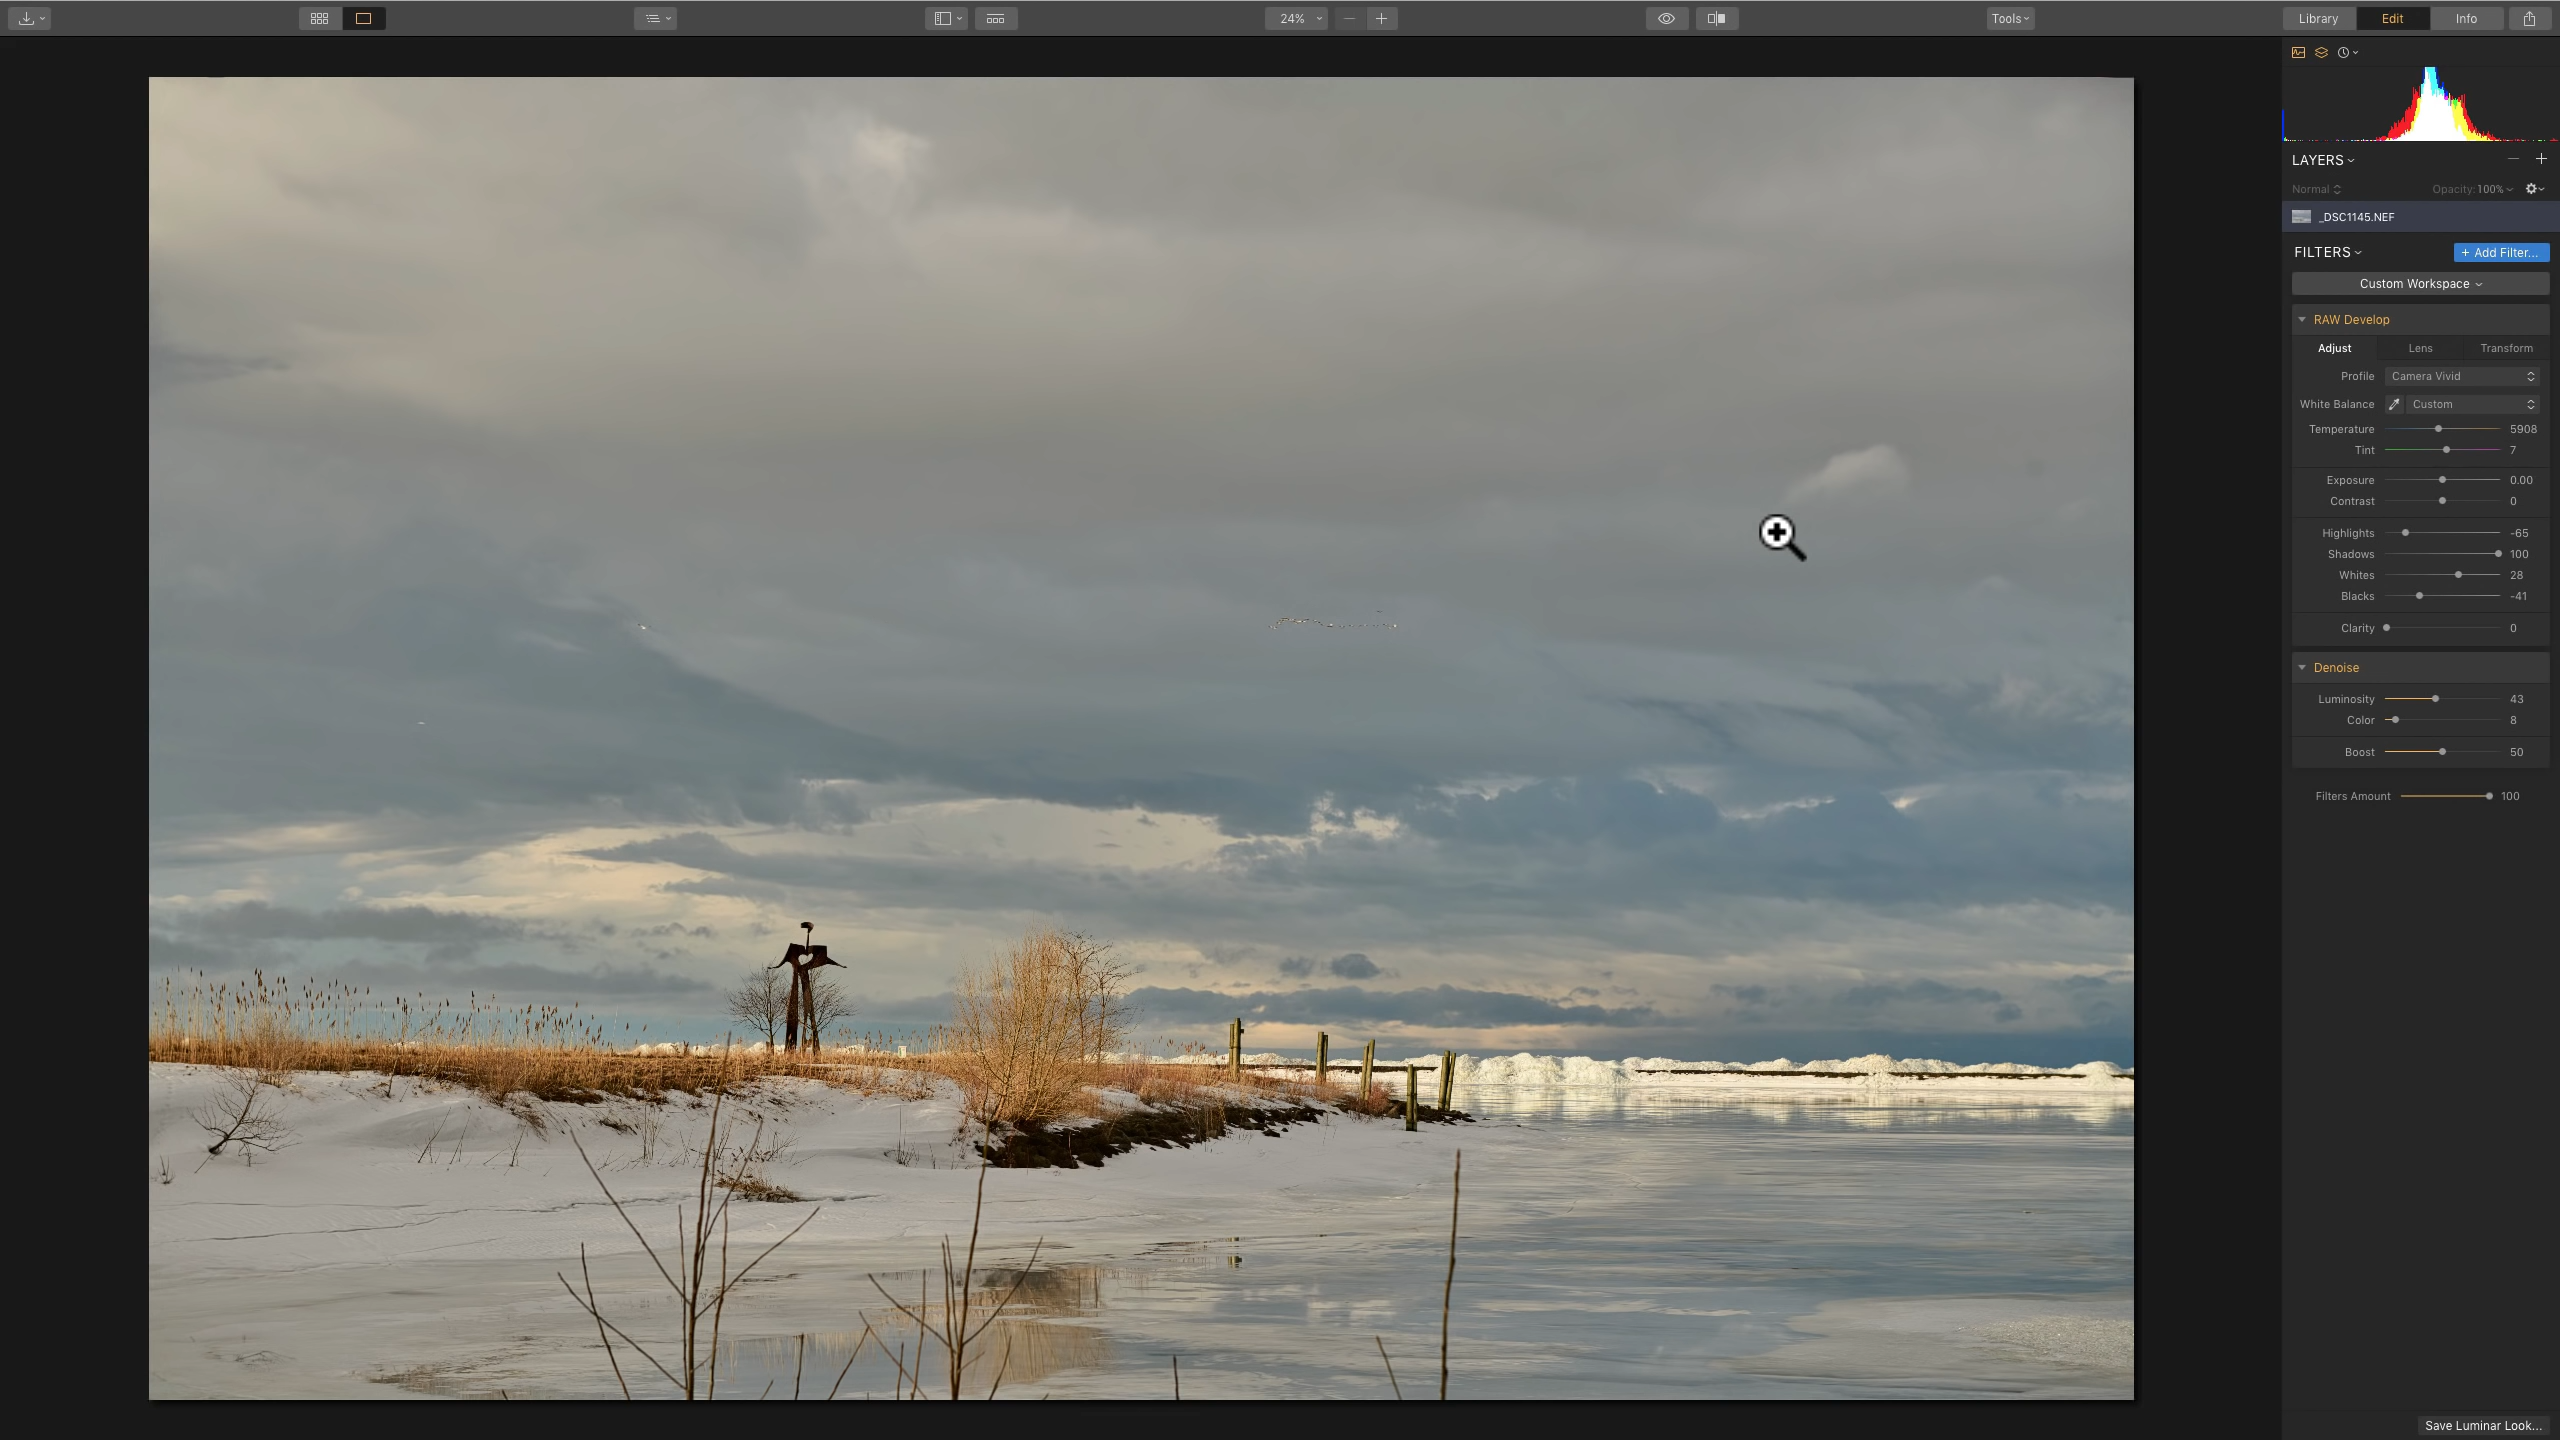 24%
Tools
Library Edit Info
LAYERS
Normal Opacity: 100%
_DSC1145.NEF
FILTERS + Add Filter...
Custom Workspace
RAW Develop
Adjust Lens Transform
Profile Camera Vivid
White Balance Custom
Temperature 5908
Tint 7
Exposure 0.00
Contrast 0
Highlights -65
Shadows 100
Whites 28
Blacks -41
Clarity 0
Denoise
Luminosity 43
Color 8
Boost 50
Filters Amount 100
Save Luminar Look...